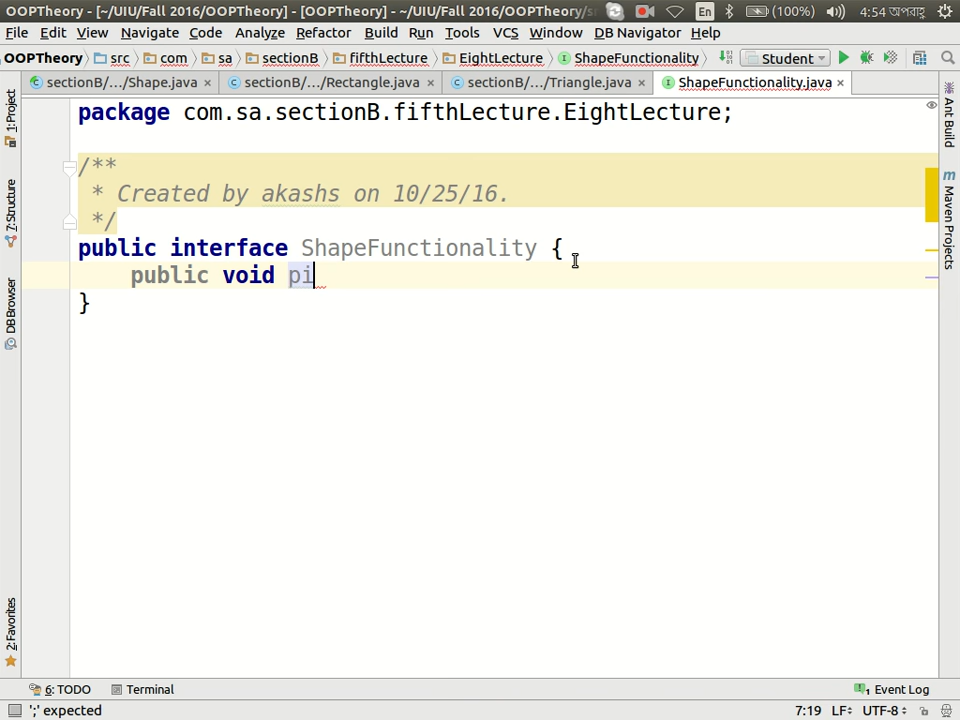 OOPTheory - [~/UIU/Fall 2016/OOPTheory] - [OOPTheory] - ~/UIU/Fall 2016/OOPTheory/s
En (100%) 4:54 অপরাহ্ণ
File Edit View Navigate Code Analyze Refactor Build Run Tools VCS Window DB Navigator Help
OOPTheory src com sa sectionB fifthLecture EightLecture ShapeFunctionality Student
sectionB/.../Shape.java × sectionB/.../Rectangle.java × sectionB/.../Triangle.java × ShapeFunctionality.java ×
1: Project
7: Structure
DB Browser
2: Favorites
package com.sa.sectionB.fifthLecture.EightLecture;
/**
* Created by akashs on 10/25/16.
*/
public interface ShapeFunctionality {
public void pi
}
Ant Build
Maven Projects
6: TODO Terminal 1 Event Log
';' expected 7:19 LF÷ UTF-8÷